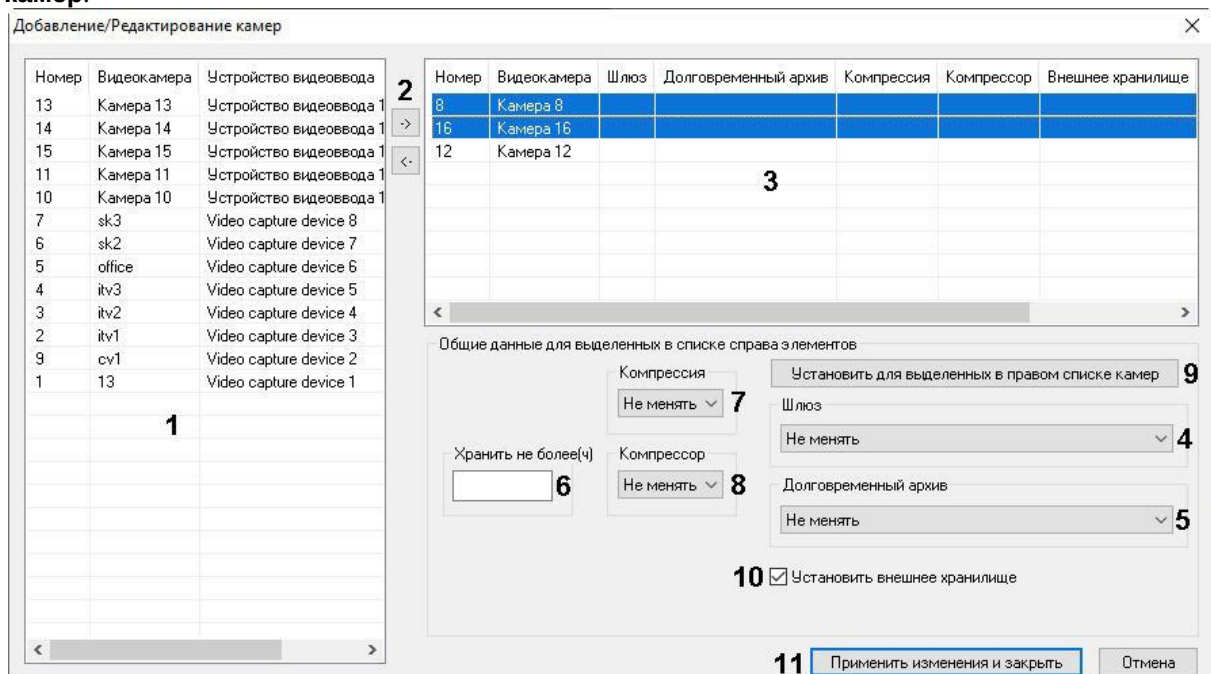 камер.
Добавление/Редактирование камер
Номер Видеокамера Устройство видеоввода
13 Камера 13 Устройство видеоввода 1
14 Камера 14 Устройство видеоввода 1
15 Камера 15 Устройство видеоввода 1
11 Камера 11 Устройство видеоввода 1
10 Камера 10 Устройство видеоввода 1
7 sk3 Video capture device 8
6 sk2 Video capture device 7
5 office Video capture device 6
4 itv3 Video capture device 5
3 itv2 Video capture device 4
2 itv1 Video capture device 3
9 cv1 Video capture device 2
1 13 Video capture device 1
1
2
->
<-
Номер Видеокамера Шлюз Долговременный архив Компрессия Компрессор Внешнее хранилище
8 Камера 8
16 Камера 16
12 Камера 12
3
Общие данные для выделенных в списке справа элементов
Компрессия
Не менять 7
Установить для выделенных в правом списке камер 9
Шлюз
Не менять 4
Хранить не более(ч)
6
Компрессор
Не менять 8
Долговременный архив
Не менять 5
10 Установить внешнее хранилище
11 Применить изменения и закрыть Отмена